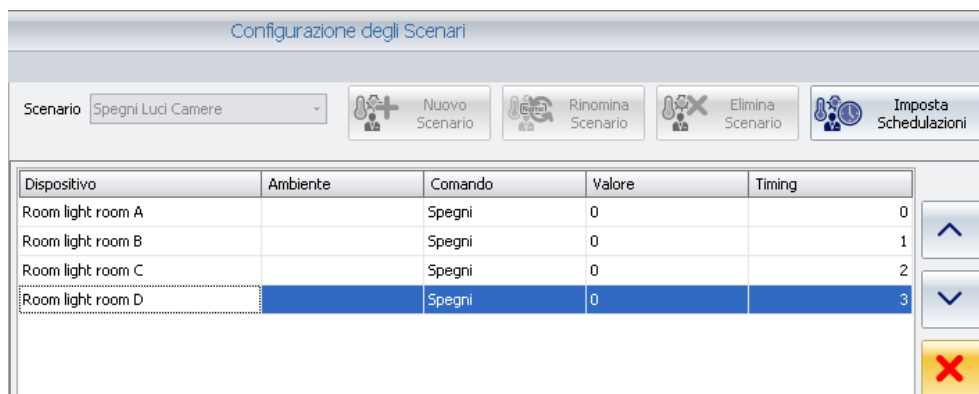 Configurazione degli Scenari
Scenario Spegni Luci Camere Nuovo Scenario Rinomina Scenario Elimina Scenario Imposta Schedulazioni
Dispositivo Ambiente Comando Valore Timing
Room light room A Spegni 0 0
Room light room B Spegni 0 1
Room light room C Spegni 0 2
Room light room D Spegni 0 3